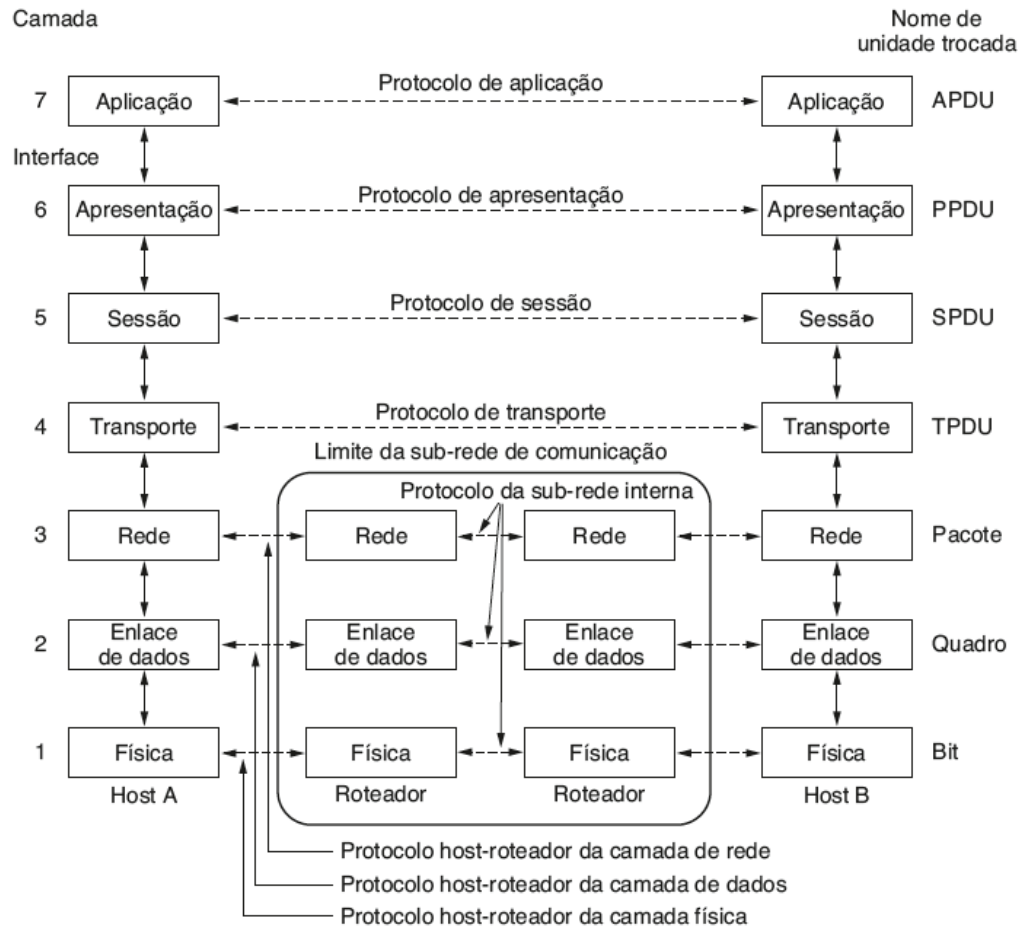 Camada
Nome de
unidade trocada
Protocolo de aplicação
7
Aplicação
Aplicação
APDU
Interface
Protocolo de apresentação
6
Apresentação
Apresentação
PPDU
Protocolo de sessão
5
Sessão
Sessão
SPDU
Protocolo de transporte
4
Transporte
Transporte
TPDU
Limite da sub-rede de comunicação
Protocolo da sub-rede interna
3
Rede
Rede
Rede
Rede
Pacote
2
Enlace
de dados
Enlace
de dados
Enlace
de dados
Enlace
de dados
Quadro
1
Física
Física
Física
Física
Bit
Host A
Roteador
Roteador
Host B
Protocolo host-roteador da camada de rede
Protocolo host-roteador da camada de dados
Protocolo host-roteador da camada física